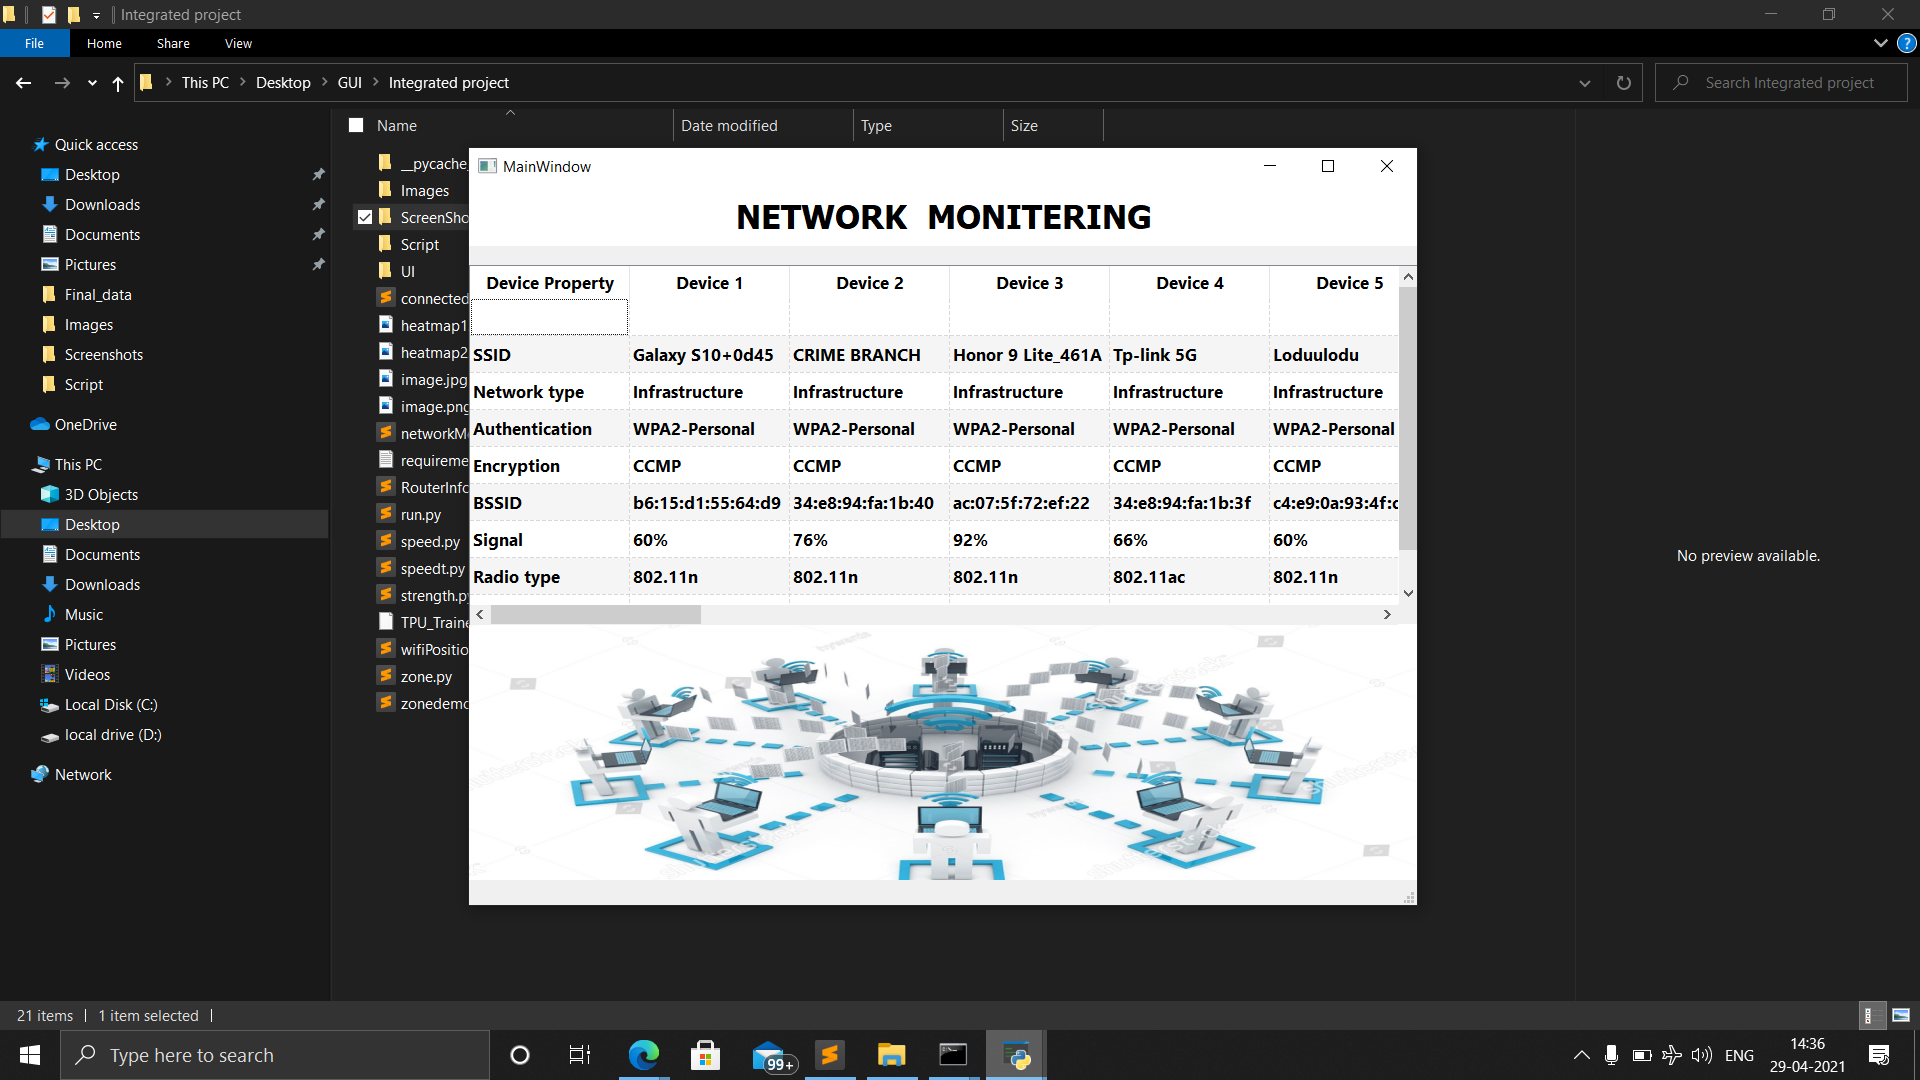 Integrated project
File Home Share View
This PC Desktop GUI Integrated project
Search Integrated project
Name Date modified Type Size
Quick access
Desktop
Downloads
Documents
Pictures
Final_data
Images
Screenshots
Script
OneDrive
This PC
3D Objects
Desktop
Documents
Downloads
Music
Pictures
Videos
Local Disk (C:)
local drive (D:)
Network
__pycache_
Images
ScreenSho
Script
UI
connected
heatmap1
heatmap2
image.jpg
image.png
networkM
requireme
RouterInfo
run.py
speed.py
speedt.py
strength.py
TPU_Traine
wifiPositio
zone.py
zonedemo
MainWindow
NETWORK MONITERING
Device Property Device 1 Device 2 Device 3 Device 4 Device 5
SSID Galaxy S10+0d45 CRIME BRANCH Honor 9 Lite_461A Tp-link 5G Loduulodu
Network type Infrastructure Infrastructure Infrastructure Infrastructure Infrastructure
Authentication WPA2-Personal WPA2-Personal WPA2-Personal WPA2-Personal WPA2-Personal
Encryption CCMP CCMP CCMP CCMP CCMP
BSSID b6:15:d1:55:64:d9 34:e8:94:fa:1b:40 ac:07:5f:72:ef:22 34:e8:94:fa:1b:3f c4:e9:0a:93:4f:c
Signal 60% 76% 92% 66% 60%
Radio type 802.11n 802.11n 802.11n 802.11ac 802.11n
No preview available.
21 items 1 item selected
Type here to search
99+
ENG
14:36
29-04-2021